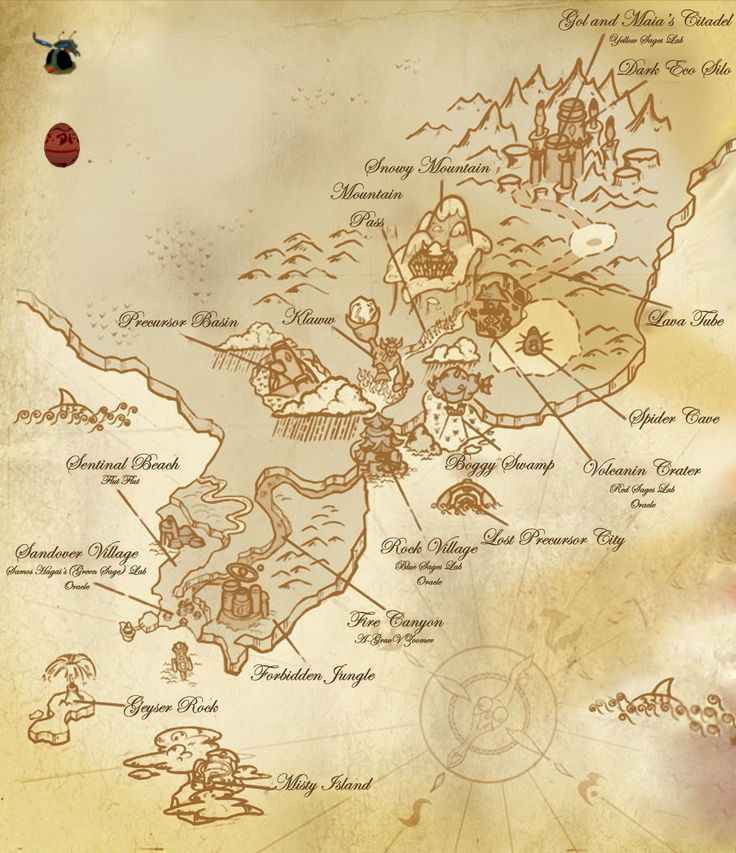 Gol and Maia's Citadel
Yellow Sages Lab
Dark Eco Silo
Snowy Mountain
Mountain
Pass
Precursor Basin
Klaww
Lava Tube
Spider Cave
Sentinal Beach
Flut Flut
Boggy Swamp
Volcanin Crater
Red Sages Lab
Oracle
Sandover Village
Samos Hagai's (Green Sage) Lab
Oracle
Rock Village
Blue Sages Lab
Oracle
Lost Precursor City
Fire Canyon
A-Grav V Zoomer
Forbidden Jungle
Geyser Rock
Misty Island